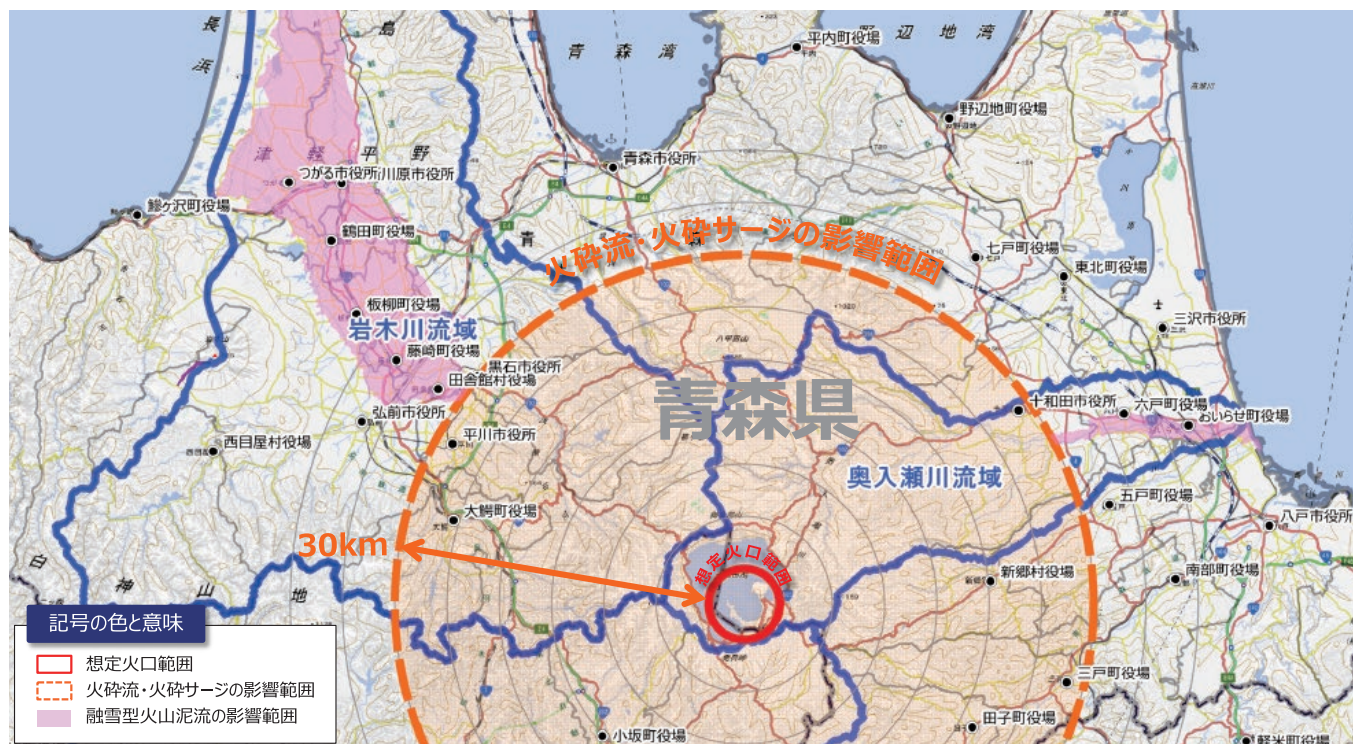 長浜
青森湾
平内町役場
野辺地湾
野辺地町役場
青森市役所
津軽平野
つがる市役所
川原市役所
鰺ヶ沢町役場
鶴田町役場
火砕流・火砕サージの影響範囲
七戸町役場
東北町役場
板柳町役場
岩木川流域
三沢市役所
藤崎町役場
黒石市役所
田舎館村役場
八甲田山
青森県
十和田市役所
六戸町役場
おいらせ町役場
弘前市役所
平川市役所
西目屋村役場
奥入瀬川流域
五戸町役場
大鰐町役場
八戸市役所
30km
想定火口範囲
新郷村役場
南部町役場
白神山地
三戸町役場
田子町役場
小坂町役場
軽米町役場
記号の色と意味
想定火口範囲
火砕流・火砕サージの影響範囲
融雪型火山泥流の影響範囲